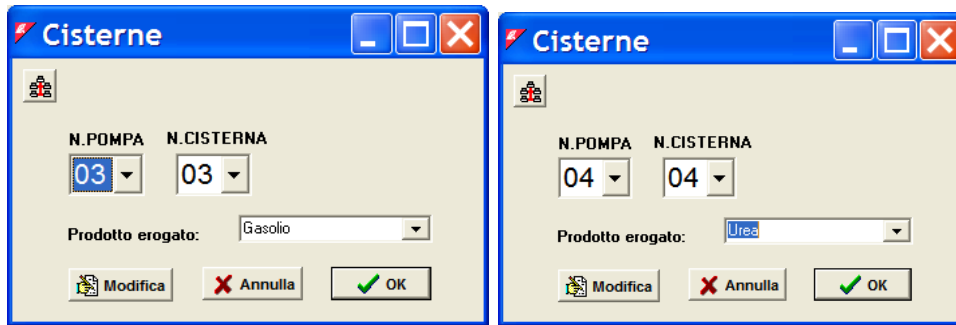 Cisterne
N.POMPA N.CISTERNA
03 03
Prodotto erogato: Gasolio
Modifica Annulla OK
Cisterne
N.POMPA N.CISTERNA
04 04
Prodotto erogato: Urea
Modifica Annulla OK